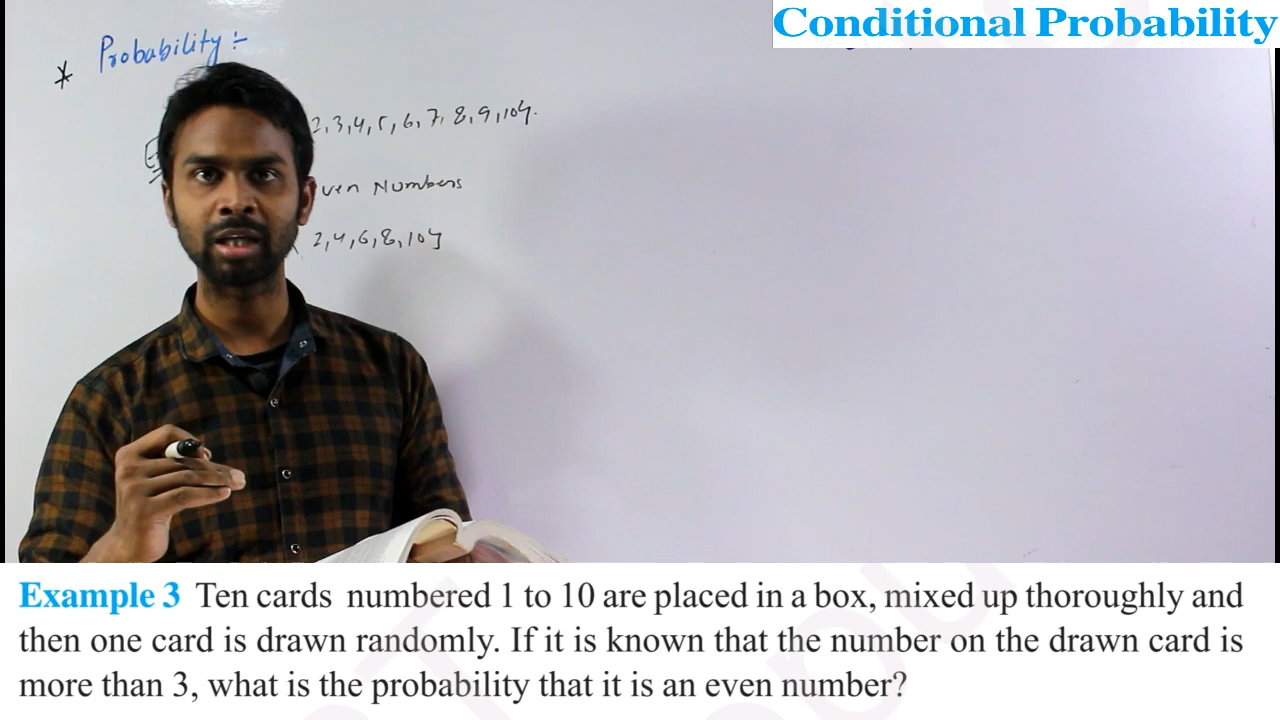 Conditional Probability
* Probability :-
2,3,4,5,6,7,8,9,10}.
ven Numbers
2,4,6,8,10}
Example 3 Ten cards numbered 1 to 10 are placed in a box, mixed up thoroughly and
then one card is drawn randomly. If it is known that the number on the drawn card is
more than 3, what is the probability that it is an even number?